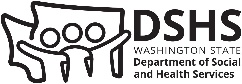 DSHS
WASHINGTON STATE
Department of Social
and Health Services